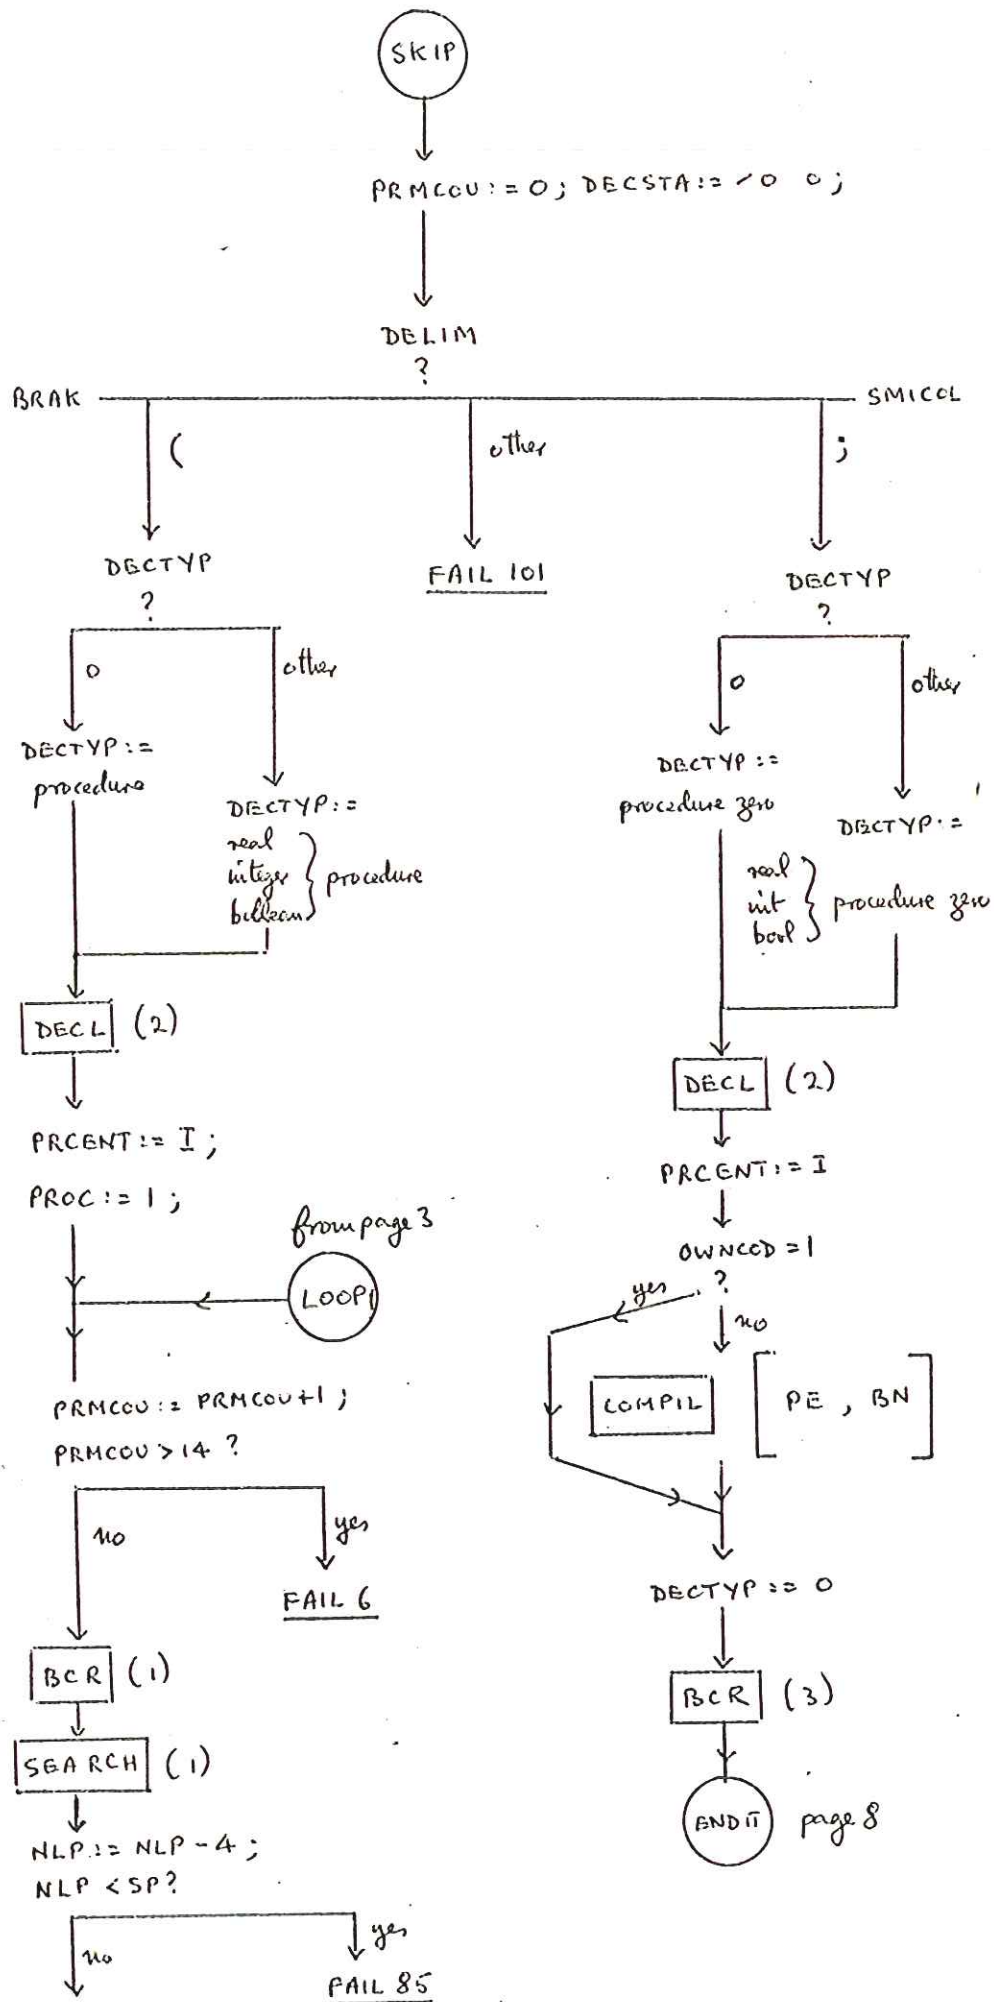 SKIP
PRMCOU := 0 ; DECSTA := /0 0 ;
DELIM
?
BRAK
SMICOL
(
other
;
DECTYP
?
FAIL 101
DECTYP
?
0
other
0
other
DECTYP :=
procedure
DECTYP :=
real
integer
boolean
procedure
DECTYP :=
procedure zero
DECTYP :=
real
int
bool
procedure zero
DECL (2)
DECL (2)
PRCENT := I ;
PROC := 1 ;
from page 3
LOOP1
PRCENT := I
OWNCOD = 1
?
yes
no
COMPIL [ PE , BN ]
PRMCOU := PRMCOU+1 ;
PRMCOU > 14 ?
no
yes
FAIL 6
DECTYP := 0
BCR (1)
SEARCH (1)
BCR (3)
NLP := NLP - 4 ;
NLP < SP ?
ENDIT page 8
no
yes
FAIL 85